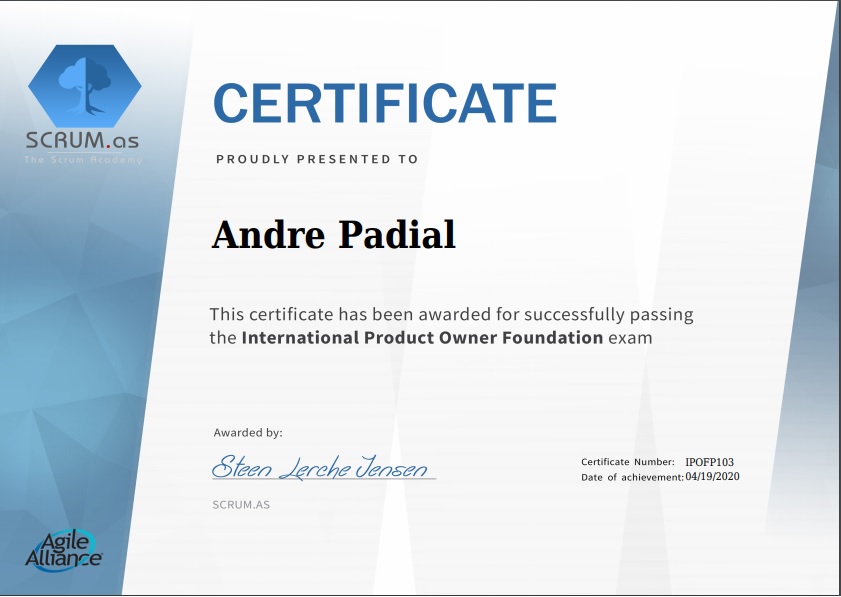 SCRUM.as
The Scrum Academy
CERTIFICATE
PROUDLY PRESENTED TO
Andre Padial
This certificate has been awarded for successfully passing
the International Product Owner Foundation exam
Awarded by:
Steen Lerche Jensen
SCRUM.AS
Certificate Number: IPOFP103
Date of achievement: 04/19/2020
Agile
Alliance